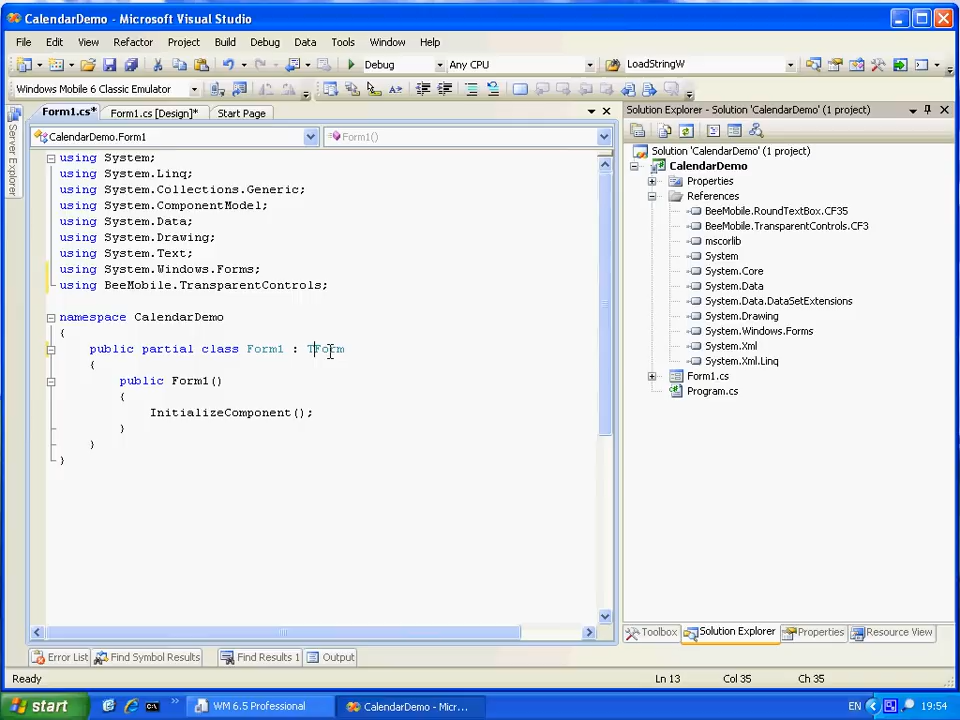 CalendarDemo - Microsoft Visual Studio
File Edit View Refactor Project Build Debug Data Tools Window Help
Debug Any CPU LoadStringW
Windows Mobile 6 Classic Emulator
Server Explorer
Form1.cs* Form1.cs [Design]* Start Page
CalendarDemo.Form1 Form1()
using System;
using System.Linq;
using System.Collections.Generic;
using System.ComponentModel;
using System.Data;
using System.Drawing;
using System.Text;
using System.Windows.Forms;
using BeeMobile.TransparentControls;
namespace CalendarDemo
{
public partial class Form1 : TForm
{
public Form1()
{
InitializeComponent();
}
}
}
Solution Explorer - Solution 'CalendarDemo' (1 project)
Solution 'CalendarDemo' (1 project)
CalendarDemo
Properties
References
BeeMobile.RoundTextBox.CF35
BeeMobile.TransparentControls.CF3
mscorlib
System
System.Core
System.Data
System.Data.DataSetExtensions
System.Drawing
System.Windows.Forms
System.Xml
System.Xml.Linq
Form1.cs
Program.cs
Toolbox Solution Explorer Properties Resource View
Error List Find Symbol Results Find Results 1 Output
Ready Ln 13 Col 35 Ch 35
start WM 6.5 Professional CalendarDemo - Micr... EN 19:54